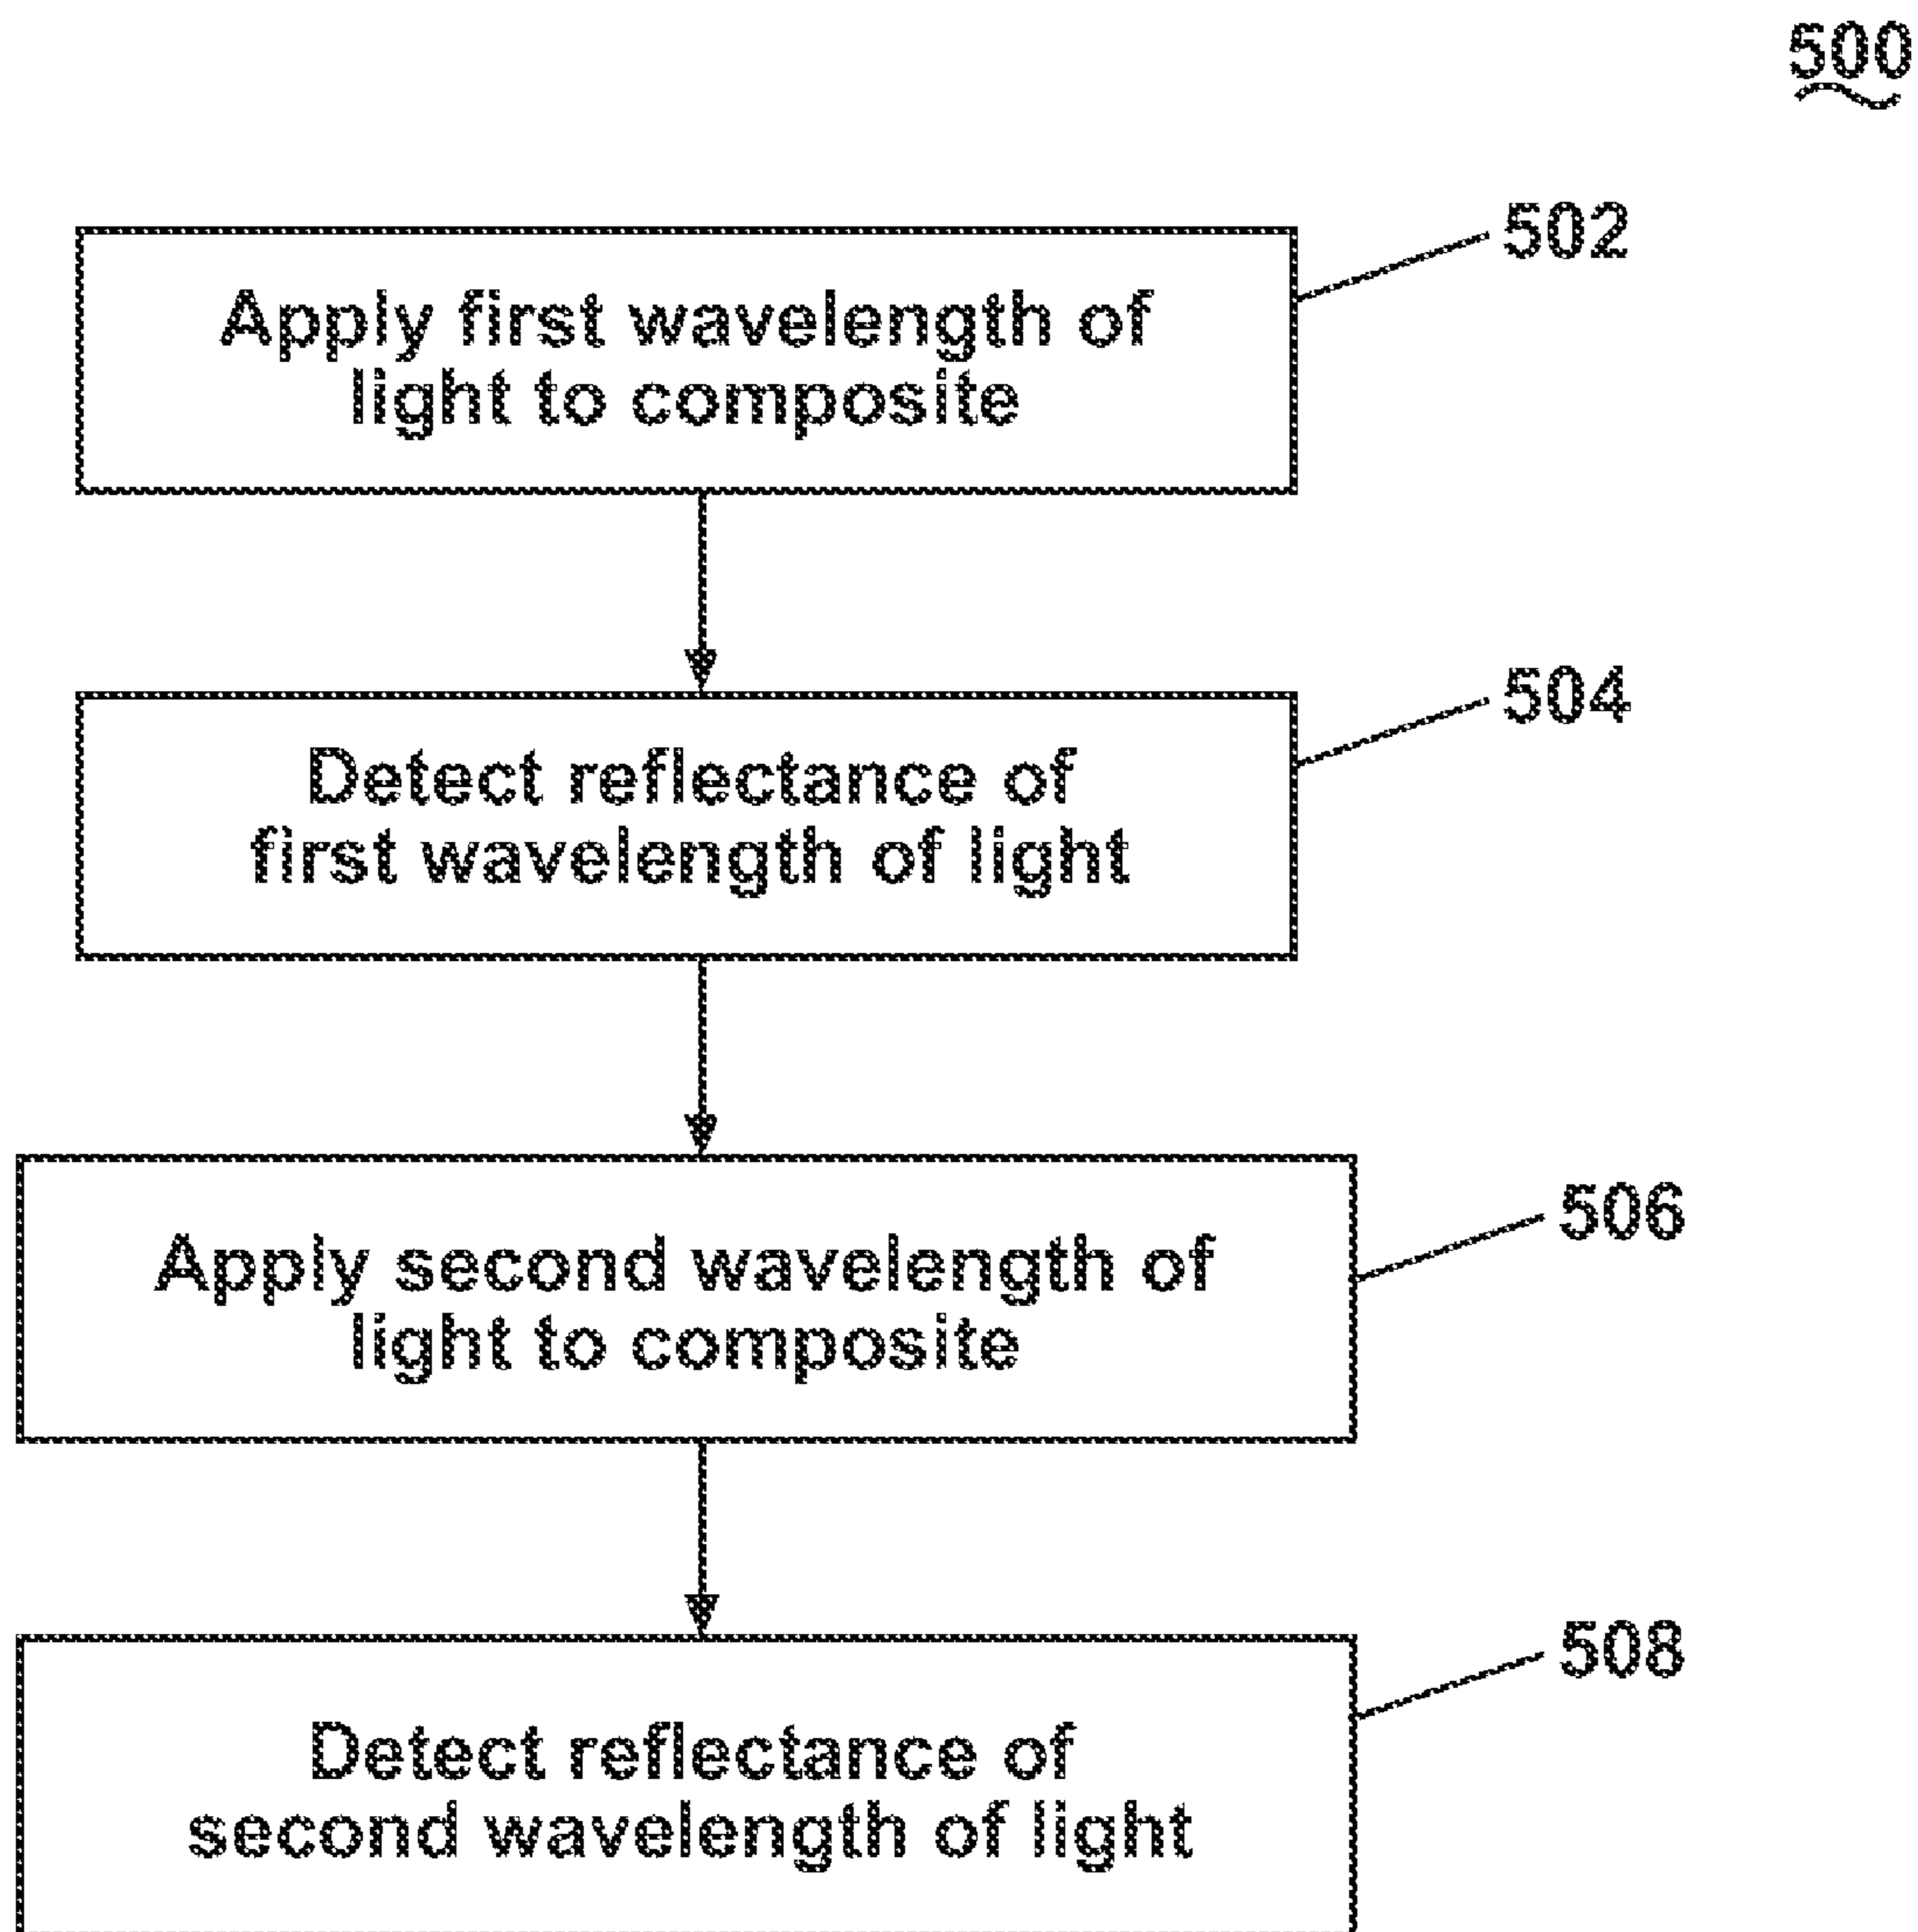 500
502
Apply first wavelength of
light to composite
504
Detect reflectance of
first wavelength of light
506
Apply second wavelength of
light to composite
508
Detect reflectance of
second wavelength of light